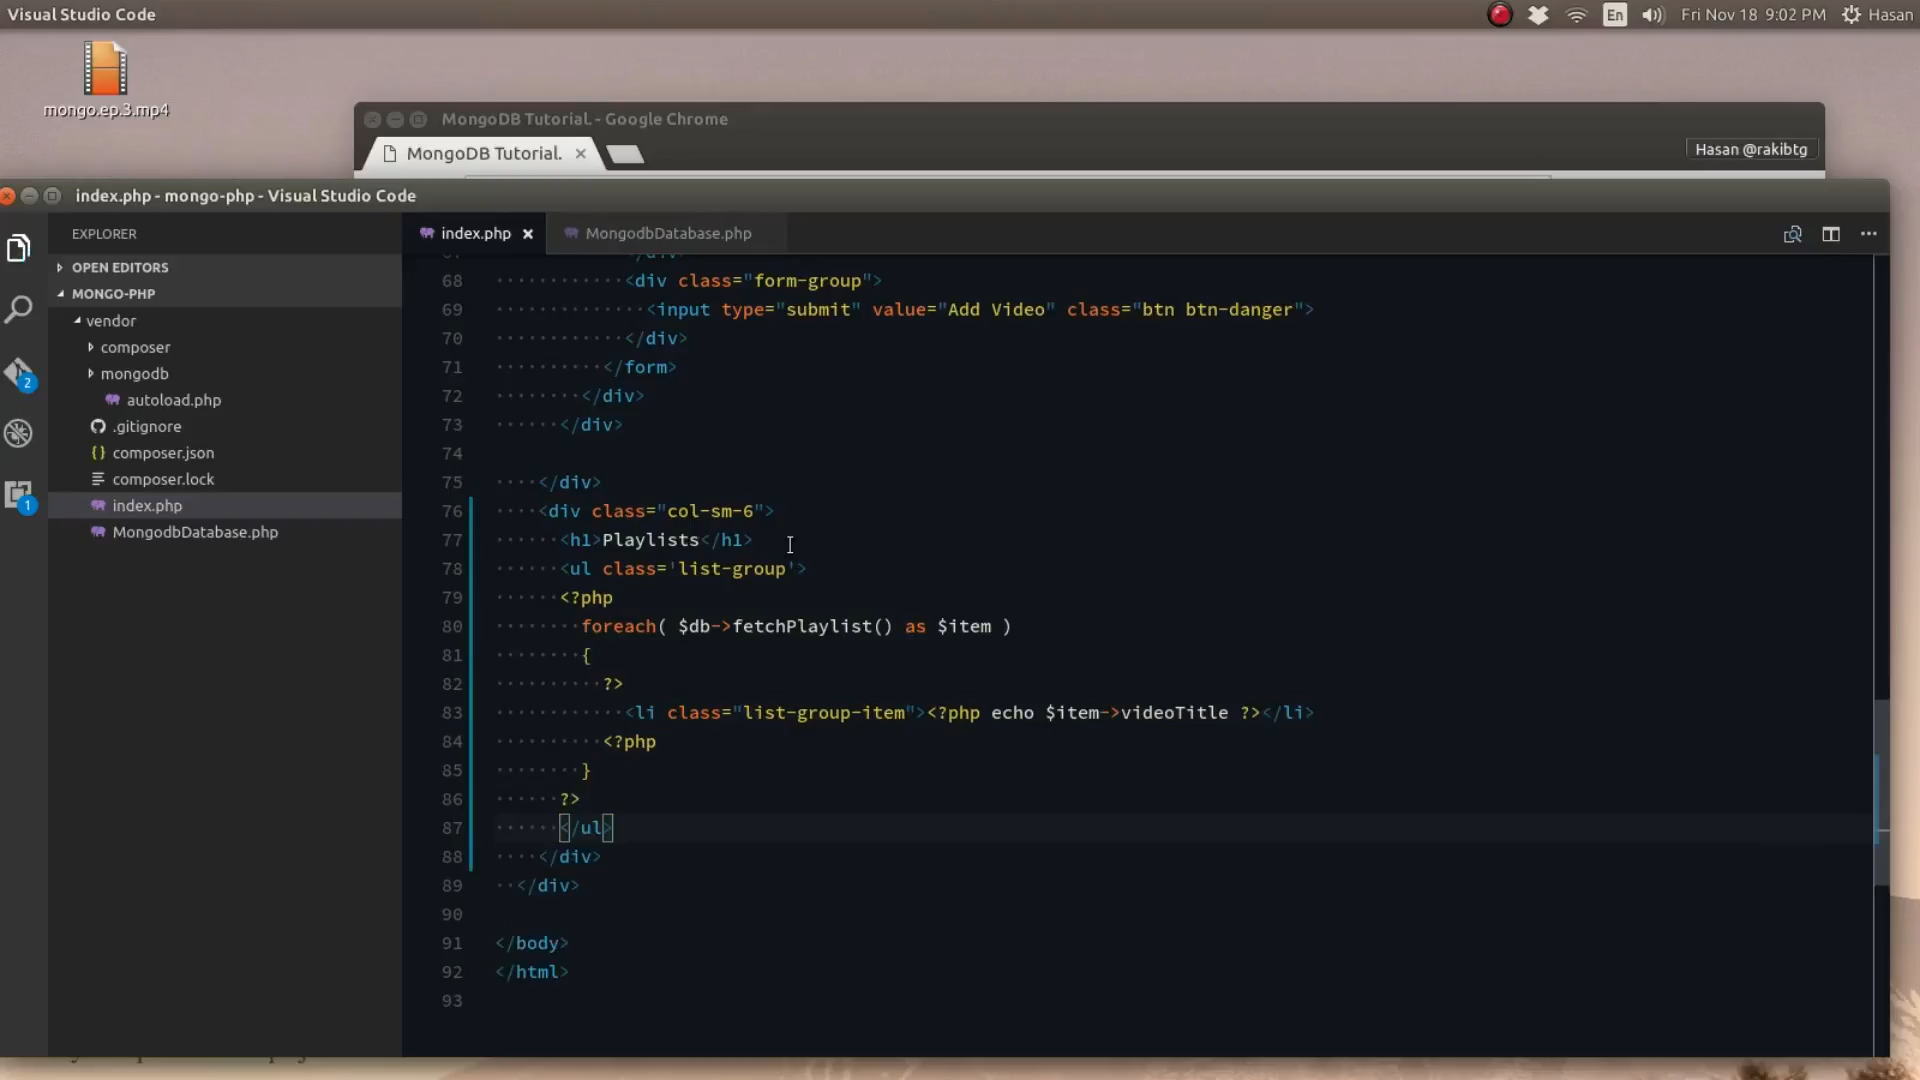 Visual Studio Code
En
Fri Nov 18 9:02 PM
Hasan
mongo.ep.3.mp4
MongoDB Tutorial. - Google Chrome
MongoDB Tutorial.
Hasan @rakibtg
index.php - mongo-php - Visual Studio Code
EXPLORER
OPEN EDITORS
MONGO-PHP
vendor
composer
mongodb
autoload.php
.gitignore
composer.json
composer.lock
index.php
MongodbDatabase.php
2
1
index.php
MongodbDatabase.php
68 <div class="form-group">
69 <input type="submit" value="Add Video" class="btn btn-danger">
70 </div>
71 </form>
72 </div>
73 </div>
74
75 </div>
76 <div class="col-sm-6">
77 <h1>Playlists</h1>
78 <ul class='list-group'>
79 <?php
80 foreach( $db->fetchPlaylist() as $item )
81 {
82 ?>
83 <li class="list-group-item"><?php echo $item->videoTitle ?></li>
84 <?php
85 }
86 ?>
87 </ul>
88 </div>
89 </div>
90
91 </body>
92 </html>
93